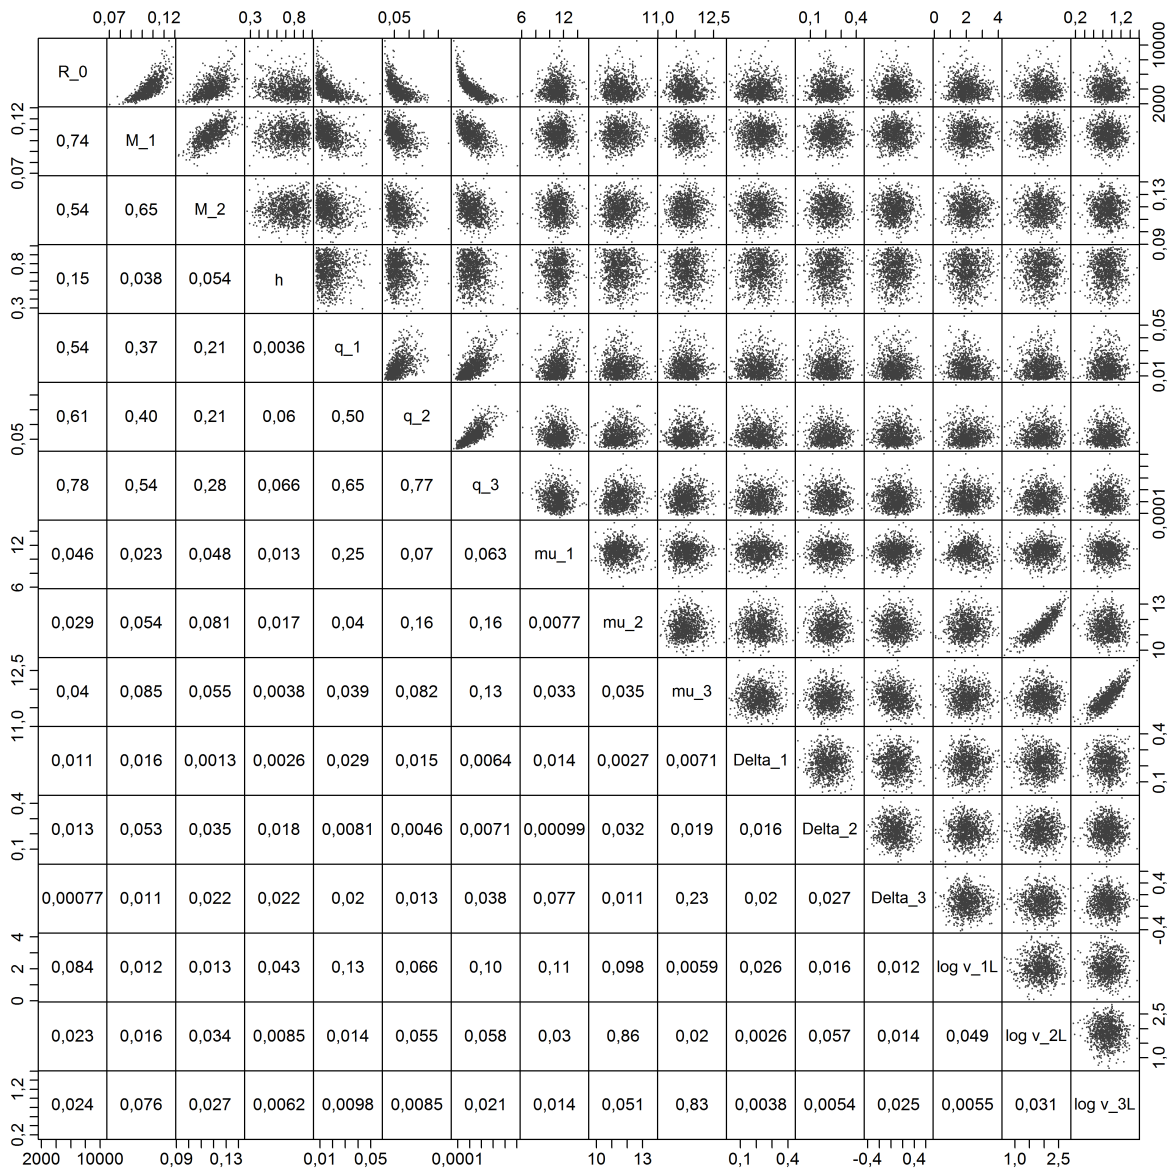 0,07 0,12 0,3 0,8 0,05 6 12 11,0 12,5 0,1 0,4 0 2 4 0,2 1,2
R_0 2000 10000
0,07 0,12 0,74 M_1
0,54 0,65 M_2 0,09 0,13
0,3 0,8 0,15 0,038 0,054 h
0,54 0,37 0,21 0,0036 q_1 0,01 0,05
0,05 0,61 0,40 0,21 0,06 0,50 q_2
0,78 0,54 0,28 0,066 0,65 0,77 q_3 0,0001
6 12 0,046 0,023 0,048 0,013 0,25 0,07 0,063 mu_1
0,029 0,054 0,081 0,017 0,04 0,16 0,16 0,0077 mu_2 10 13
11,0 12,5 0,04 0,085 0,055 0,0038 0,039 0,082 0,13 0,033 0,035 mu_3
0,011 0,016 0,0013 0,0026 0,029 0,015 0,0064 0,014 0,0027 0,0071 Delta_1 0,1 0,4
0,1 0,4 0,013 0,053 0,035 0,018 0,0081 0,0046 0,0071 0,00099 0,032 0,019 0,016 Delta_2
0,00077 0,011 0,022 0,022 0,02 0,013 0,038 0,077 0,011 0,23 0,02 0,027 Delta_3 -0,4 0,4
0 2 4 0,084 0,012 0,013 0,043 0,13 0,066 0,10 0,11 0,098 0,0059 0,026 0,016 0,012 log v_1L
0,023 0,016 0,034 0,0085 0,014 0,055 0,058 0,03 0,86 0,02 0,0026 0,057 0,014 0,049 log v_2L 1,0 2,5
0,2 1,2 0,024 0,076 0,027 0,0062 0,0098 0,0085 0,021 0,014 0,051 0,83 0,0038 0,0054 0,025 0,0055 0,031 log v_3L
2000 10000 0,09 0,13 0,01 0,05 0,0001 10 13 0,1 0,4 -0,4 0,4 1,0 2,5